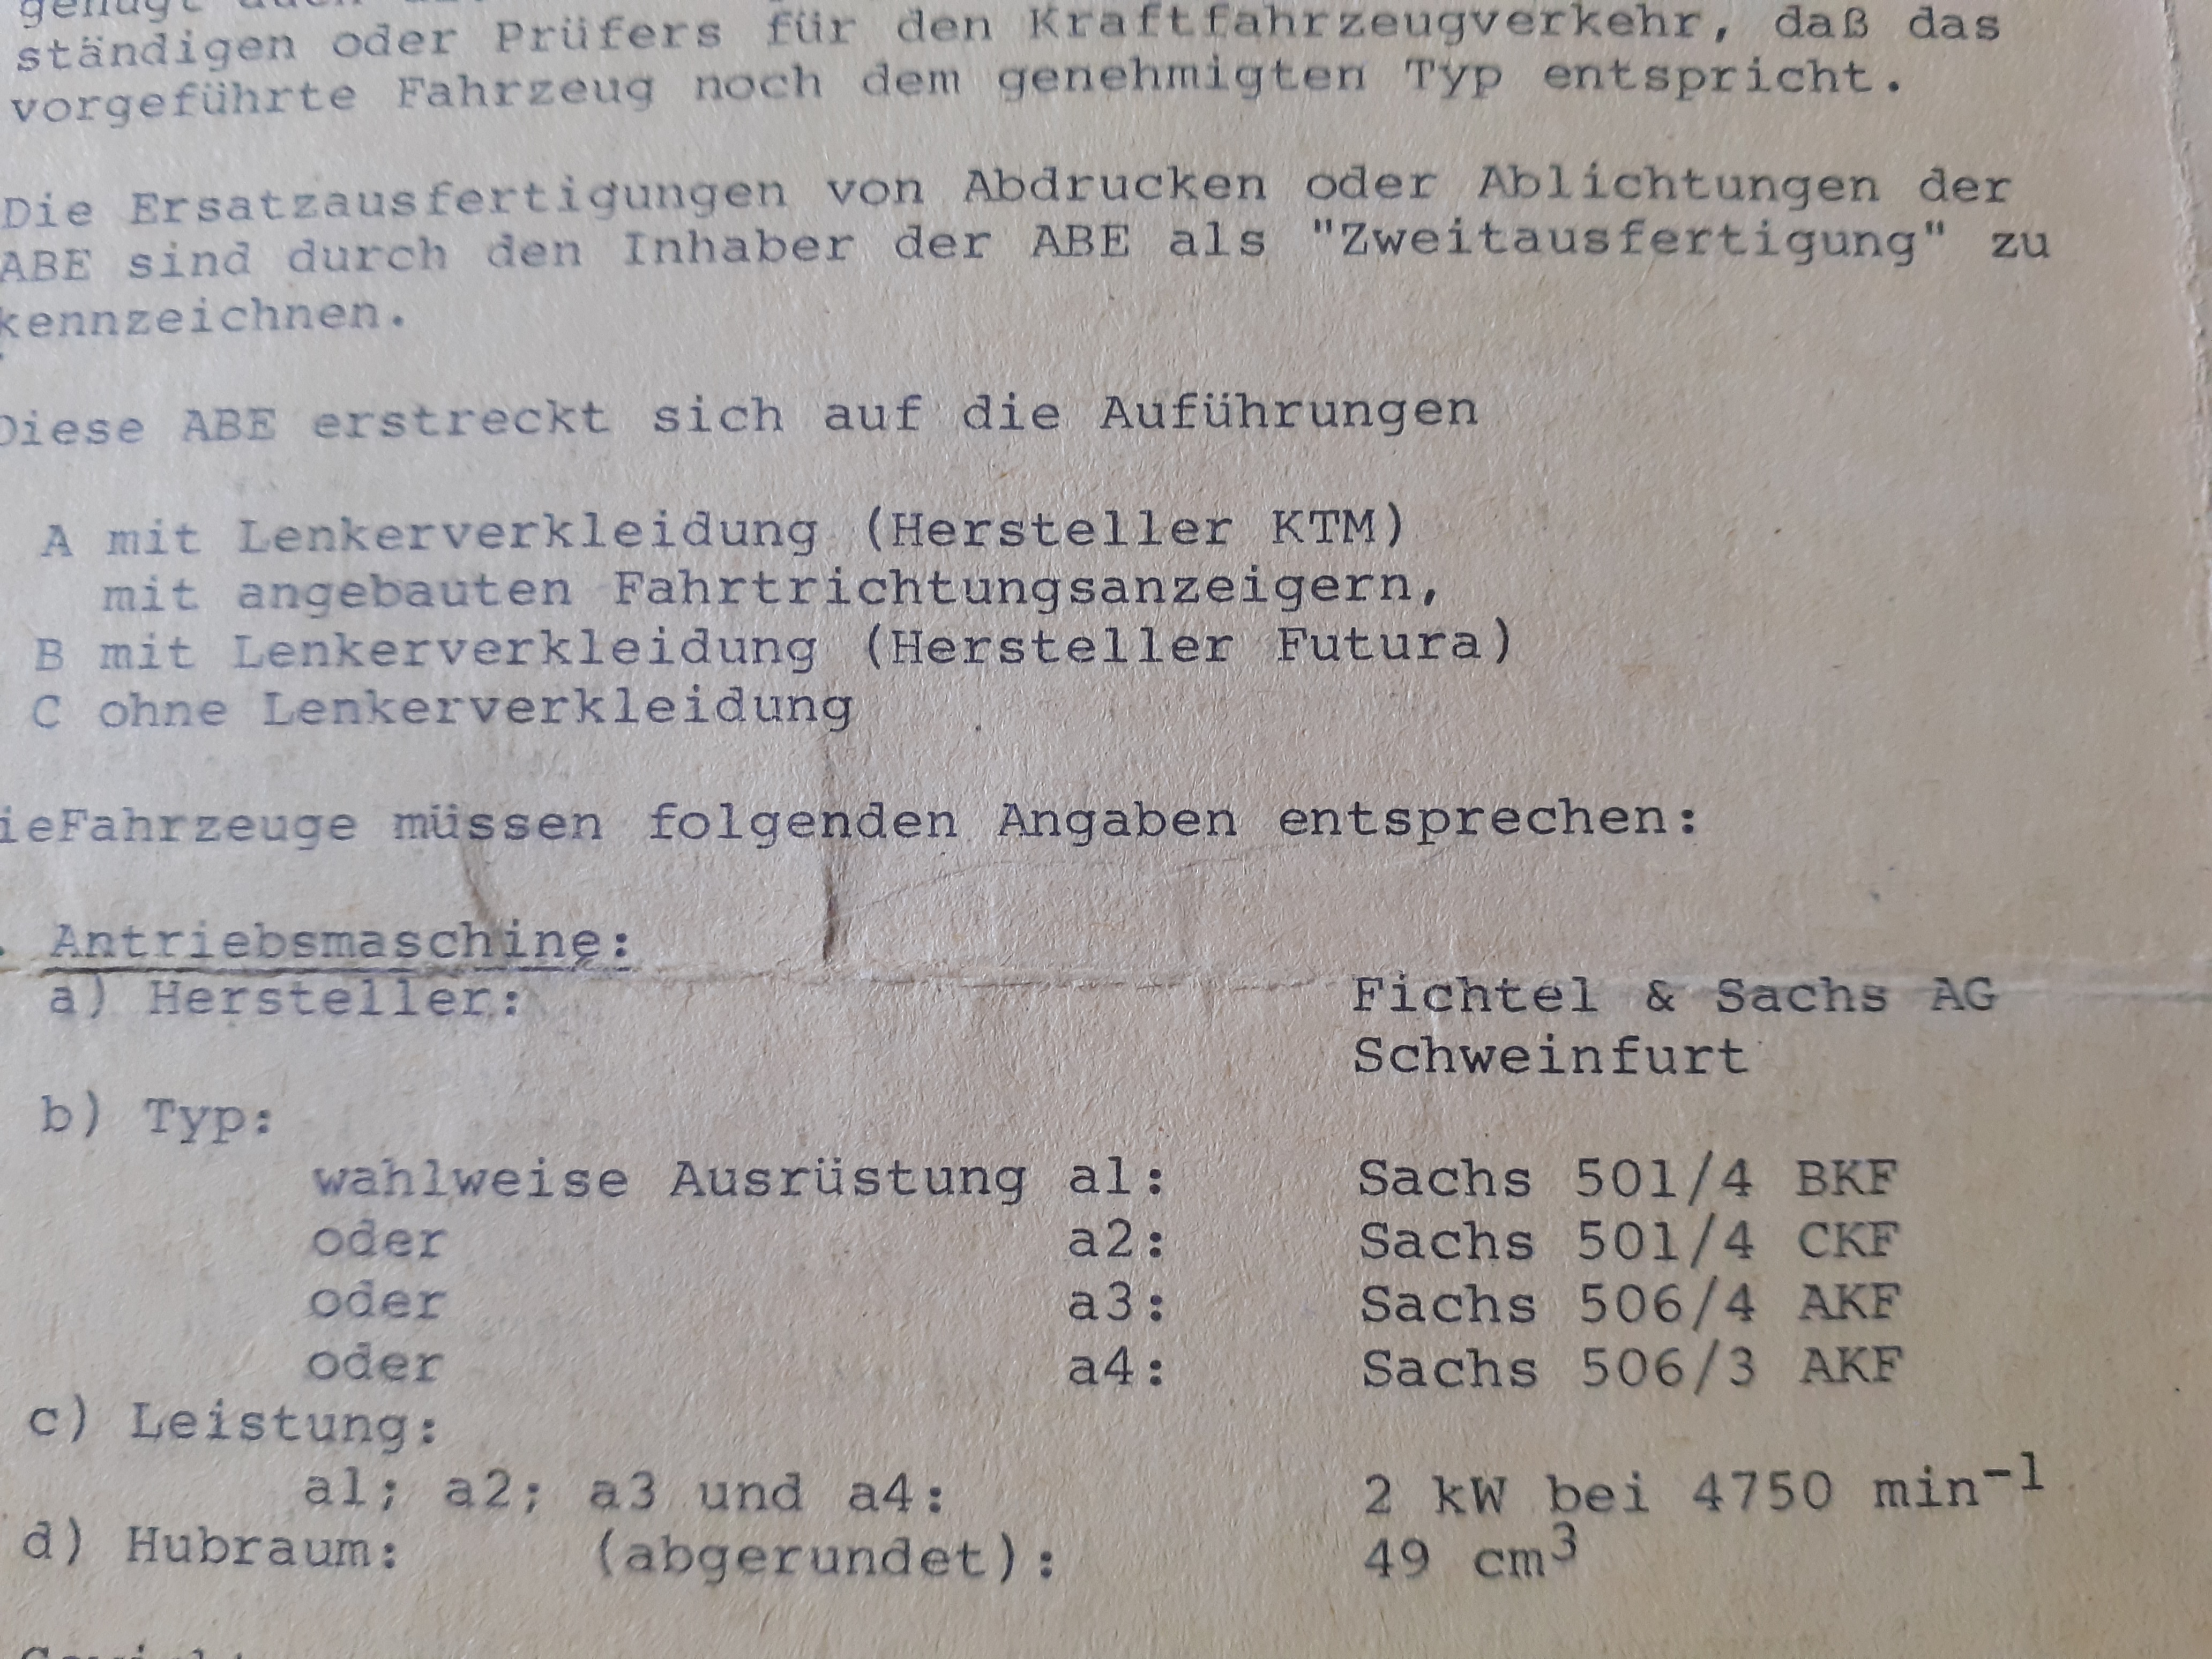 genügt auch
ständigen oder Prüfers für den Kraftfahrzeugverkehr, daß das
vorgeführte Fahrzeug noch dem genehmigten Typ entspricht.
Die Ersatzausfertigungen von Abdrucken oder Ablichtungen der
ABE sind durch den Inhaber der ABE als "Zweitausfertigung" zu
kennzeichnen.
Diese ABE erstreckt sich auf die Auführungen
A mit Lenkerverkleidung (Hersteller KTM)
mit angebauten Fahrtrichtungsanzeigern,
B mit Lenkerverkleidung (Hersteller Futura)
C ohne Lenkerverkleidung
ieFahrzeuge müssen folgenden Angaben entsprechen:
. Antriebsmaschine:
a) Hersteller: Fichtel & Sachs AG
Schweinfurt
b) Typ:
wahlweise Ausrüstung a1: Sachs 501/4 BKF
oder a2: Sachs 501/4 CKF
oder a3: Sachs 506/4 AKF
oder a4: Sachs 506/3 AKF
c) Leistung:
a1; a2; a3 und a4: 2 kW bei 4750 min⁻¹
d) Hubraum: (abgerundet): 49 cm³